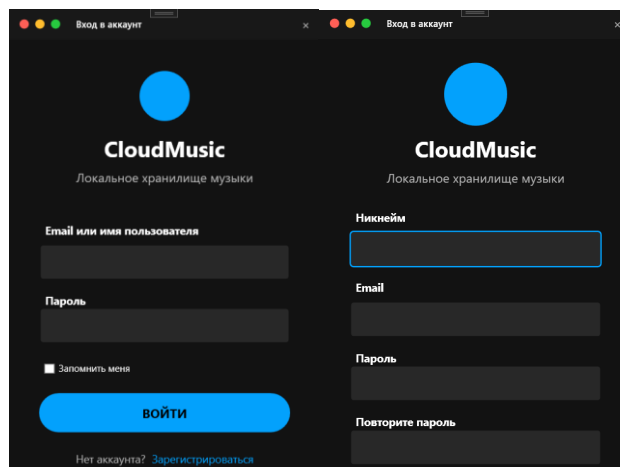 Вход в аккаунт
CloudMusic
Локальное хранилище музыки
Email или имя пользователя
Пароль
Запомнить меня
ВОЙТИ
Нет аккаунта? Зарегистрироваться
Вход в аккаунт
CloudMusic
Локальное хранилище музыки
Никнейм
Email
Пароль
Повторите пароль